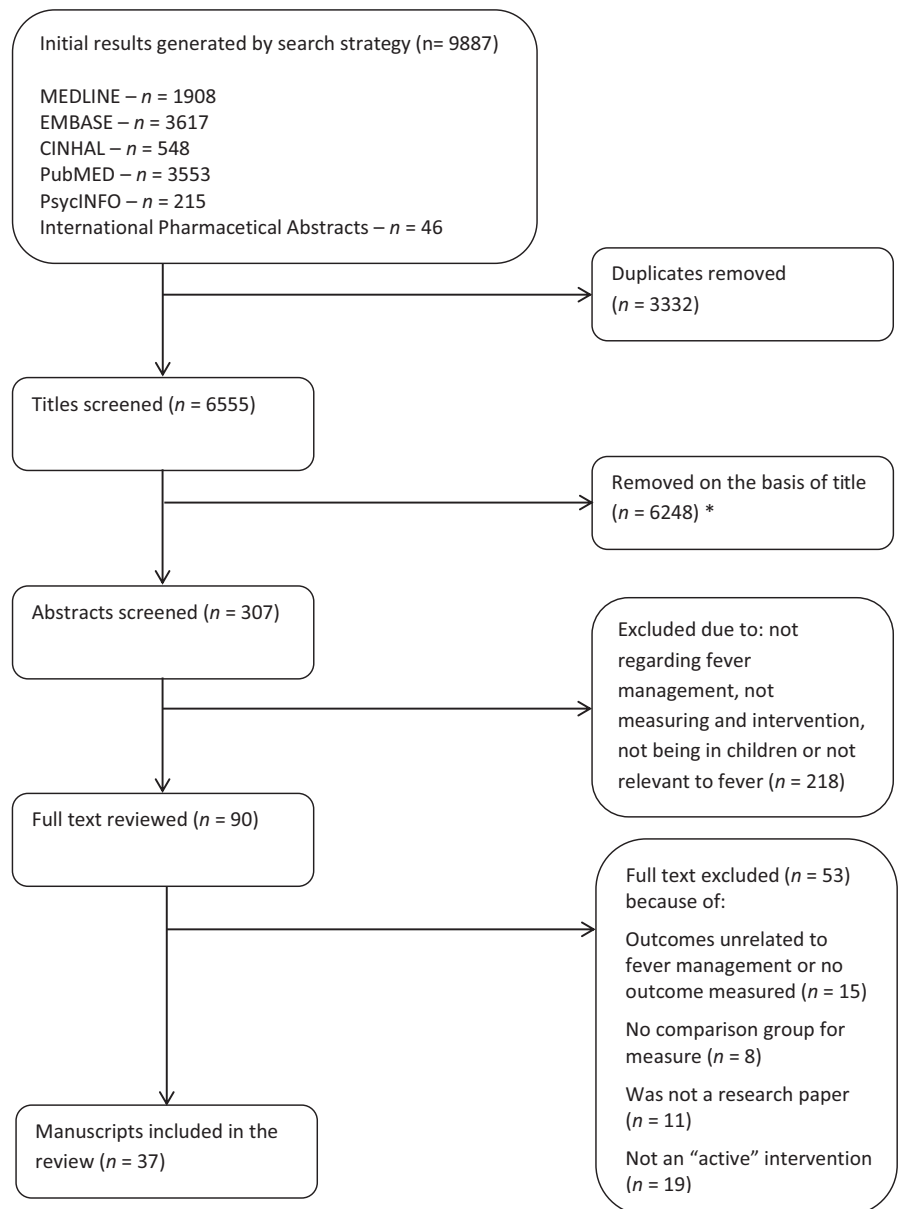 Initial results generated by search strategy (n= 9887)
MEDLINE – n = 1908
EMBASE – n = 3617
CINHAL – n = 548
PubMED – n = 3553
PsycINFO – n = 215
International Pharmacetical Abstracts – n = 46
Duplicates removed
(n = 3332)
Titles screened (n = 6555)
Removed on the basis of title
(n = 6248) *
Abstracts screened (n = 307)
Excluded due to: not
regarding fever
management, not
measuring and intervention,
not being in children or not
relevant to fever (n = 218)
Full text reviewed (n = 90)
Full text excluded (n = 53)
because of:
Outcomes unrelated to
fever management or no
outcome measured (n = 15)
No comparison group for
measure (n = 8)
Was not a research paper
(n = 11)
Not an “active” intervention
(n = 19)
Manuscripts included in the
review (n = 37)